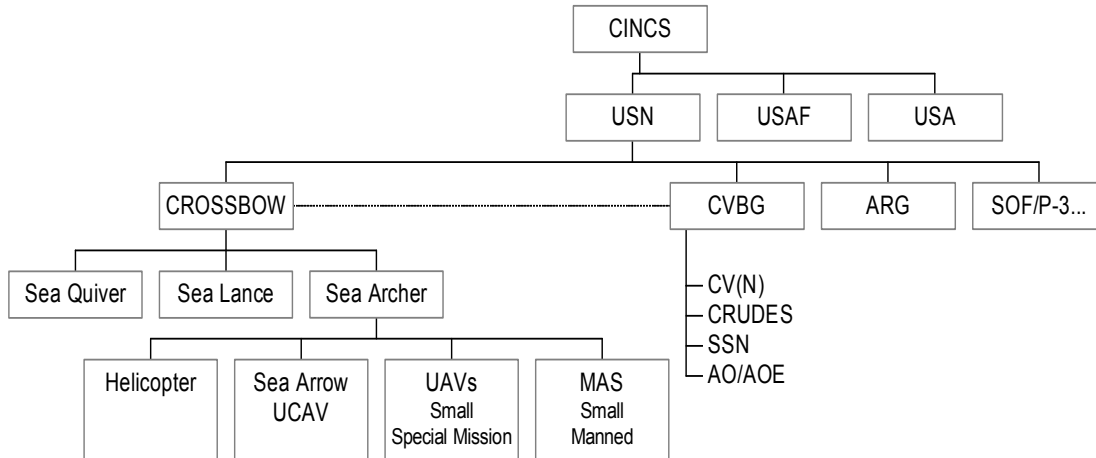 CINCS
USN
USAF
USA
CROSSBOW
CVBG
ARG
SOF/P-3...
Sea Quiver
Sea Lance
Sea Archer
CV(N)
CRUDES
SSN
AO/AOE
Helicopter
Sea Arrow
UCAV
UAVs
Small
Special Mission
MAS
Small
Manned